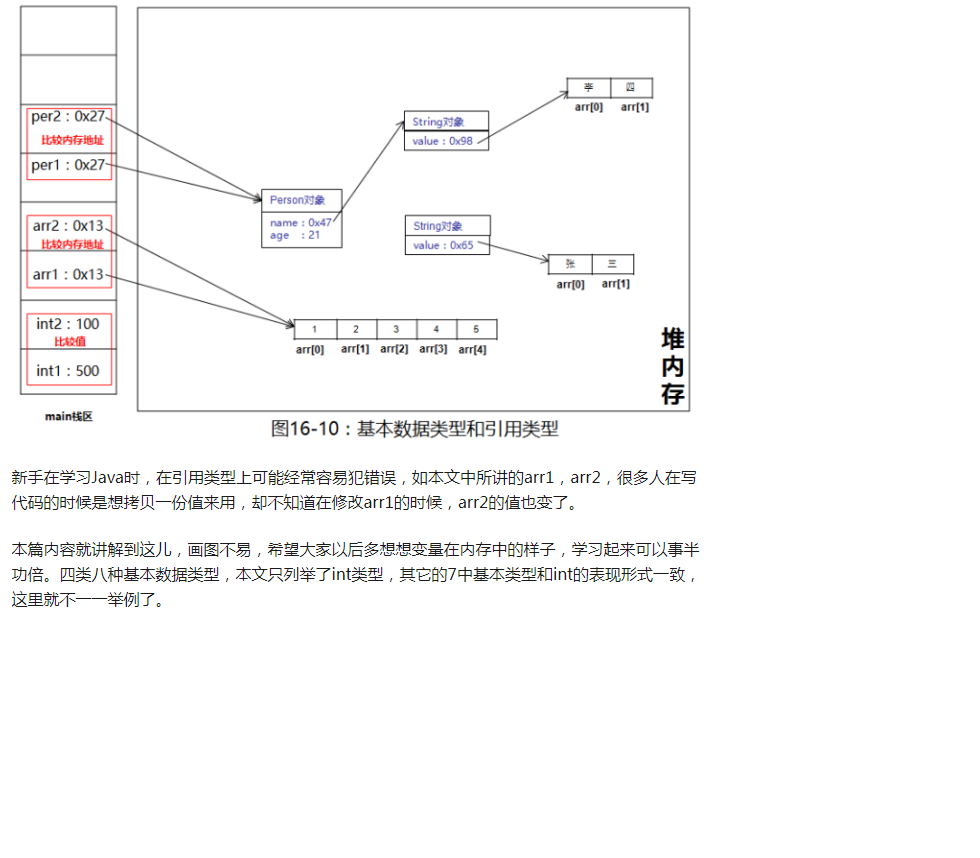 per2：0x27
比较内存地址
per1：0x27
arr2：0x13
比较内存地址
arr1：0x13
int2：100
比较值
int1：500
main栈区
Person对象
name：0x47
age ：21
String对象
value：0x98
李 四
arr[0] arr[1]
String对象
value：0x65
张 三
arr[0] arr[1]
1 2 3 4 5
arr[0] arr[1] arr[2] arr[3] arr[4]
堆内存
图16-10：基本数据类型和引用类型
新手在学习Java时，在引用类型上可能经常容易犯错误，如本文中所讲的arr1，arr2，很多人在写
代码的时候是想拷贝一份值来用，却不知道在修改arr1的时候，arr2的值也变了。
本篇内容就讲解到这儿，画图不易，希望大家以后多想想变量在内存中的样子，学习起来可以事半
功倍。四类八种基本数据类型，本文只列举了int类型，其它的7中基本类型和int的表现形式一致，
这里就不一一举例了。